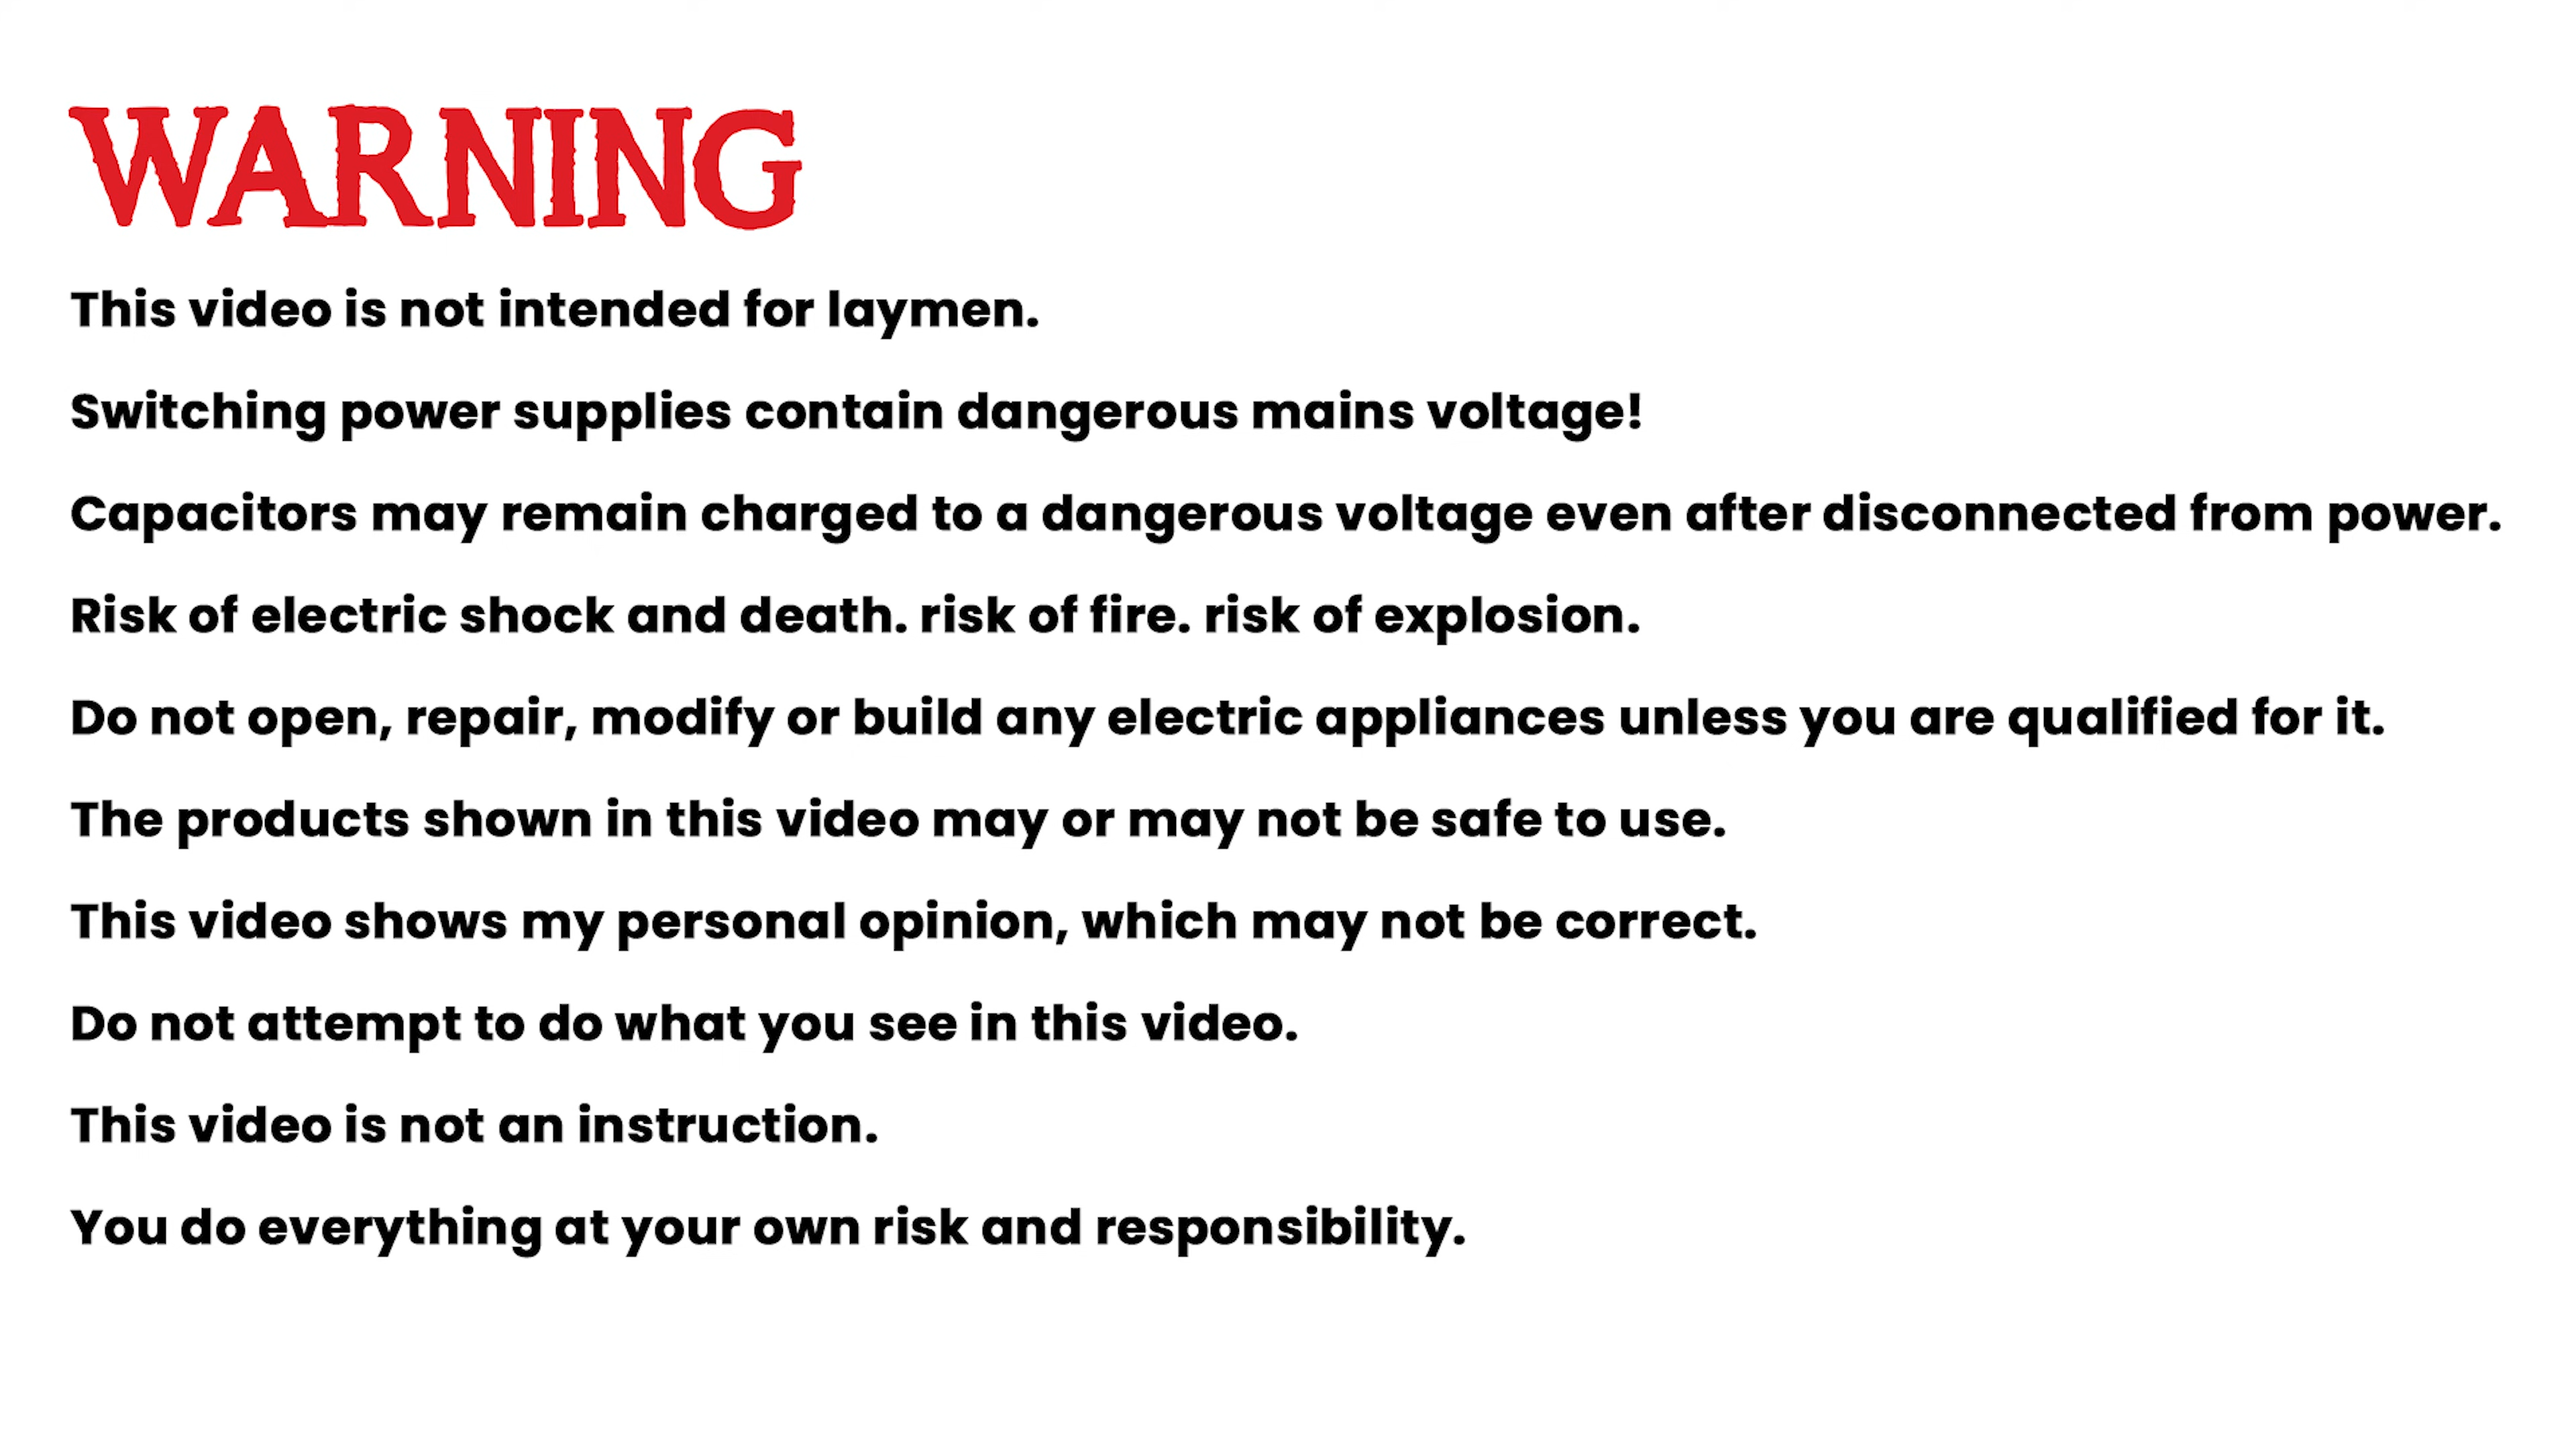 WARNING
This video is not intended for laymen.
Switching power supplies contain dangerous mains voltage!
Capacitors may remain charged to a dangerous voltage even after disconnected from power.
Risk of electric shock and death. risk of fire. risk of explosion.
Do not open, repair, modify or build any electric appliances unless you are qualified for it.
The products shown in this video may or may not be safe to use.
This video shows my personal opinion, which may not be correct.
Do not attempt to do what you see in this video.
This video is not an instruction.
You do everything at your own risk and responsibility.